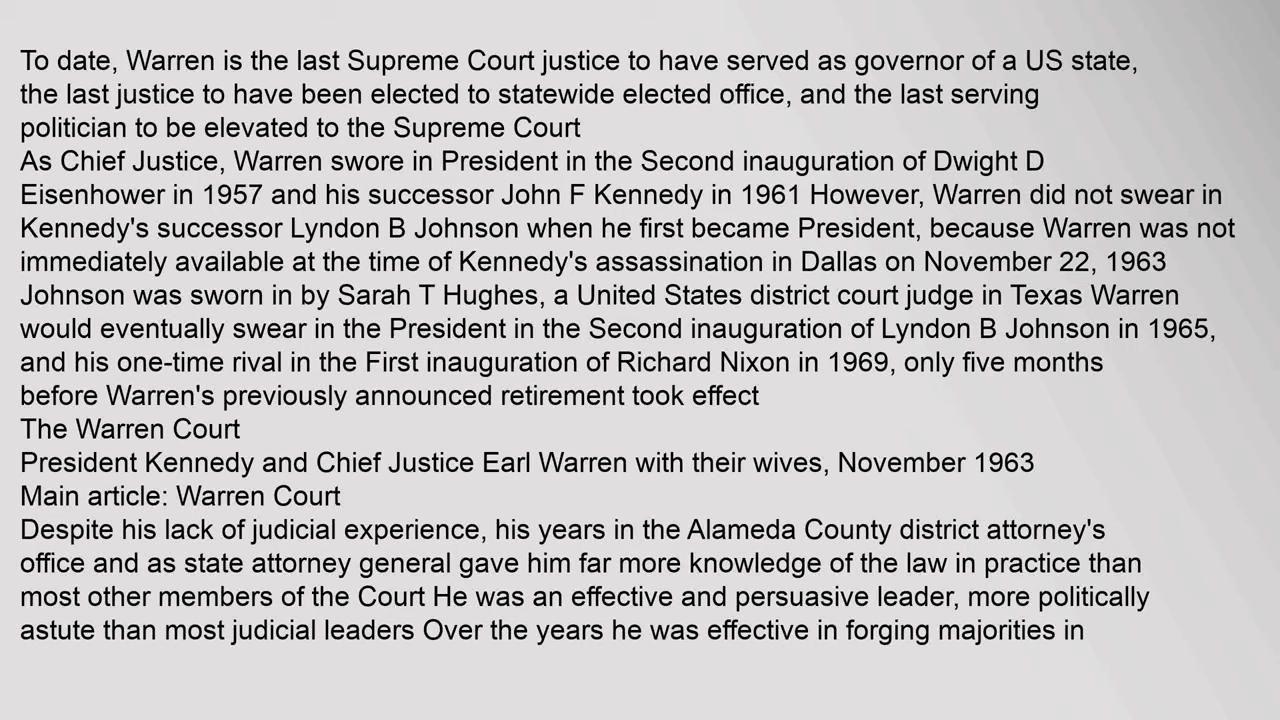 To date, Warren is the last Supreme Court justice to have served as governor of a US state,
the last justice to have been elected to statewide elected office, and the last serving
politician to be elevated to the Supreme Court
As Chief Justice, Warren swore in President in the Second inauguration of Dwight D
Eisenhower in 1957 and his successor John F Kennedy in 1961 However, Warren did not swear in
Kennedy's successor Lyndon B Johnson when he first became President, because Warren was not
immediately available at the time of Kennedy's assassination in Dallas on November 22, 1963
Johnson was sworn in by Sarah T Hughes, a United States district court judge in Texas Warren
would eventually swear in the President in the Second inauguration of Lyndon B Johnson in 1965,
and his one-time rival in the First inauguration of Richard Nixon in 1969, only five months
before Warren's previously announced retirement took effect
The Warren Court
President Kennedy and Chief Justice Earl Warren with their wives, November 1963
Main article: Warren Court
Despite his lack of judicial experience, his years in the Alameda County district attorney's
office and as state attorney general gave him far more knowledge of the law in practice than
most other members of the Court He was an effective and persuasive leader, more politically
astute than most judicial leaders Over the years he was effective in forging majorities in